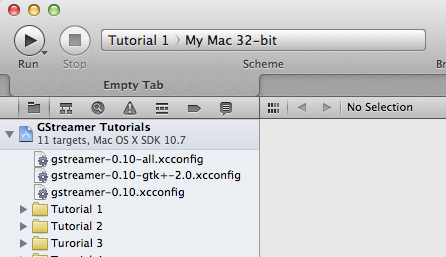 Tutorial 1 〉My Mac 32-bit
Run
Stop
Scheme
Br
Empty Tab
No Selection
GStreamer Tutorials
11 targets, Mac OS X SDK 10.7
gstreamer-0.10-all.xcconfig
gstreamer-0.10-gtk+-2.0.xcconfig
gstreamer-0.10.xcconfig
Tutorial 1
Tutorial 2
Turorial 3